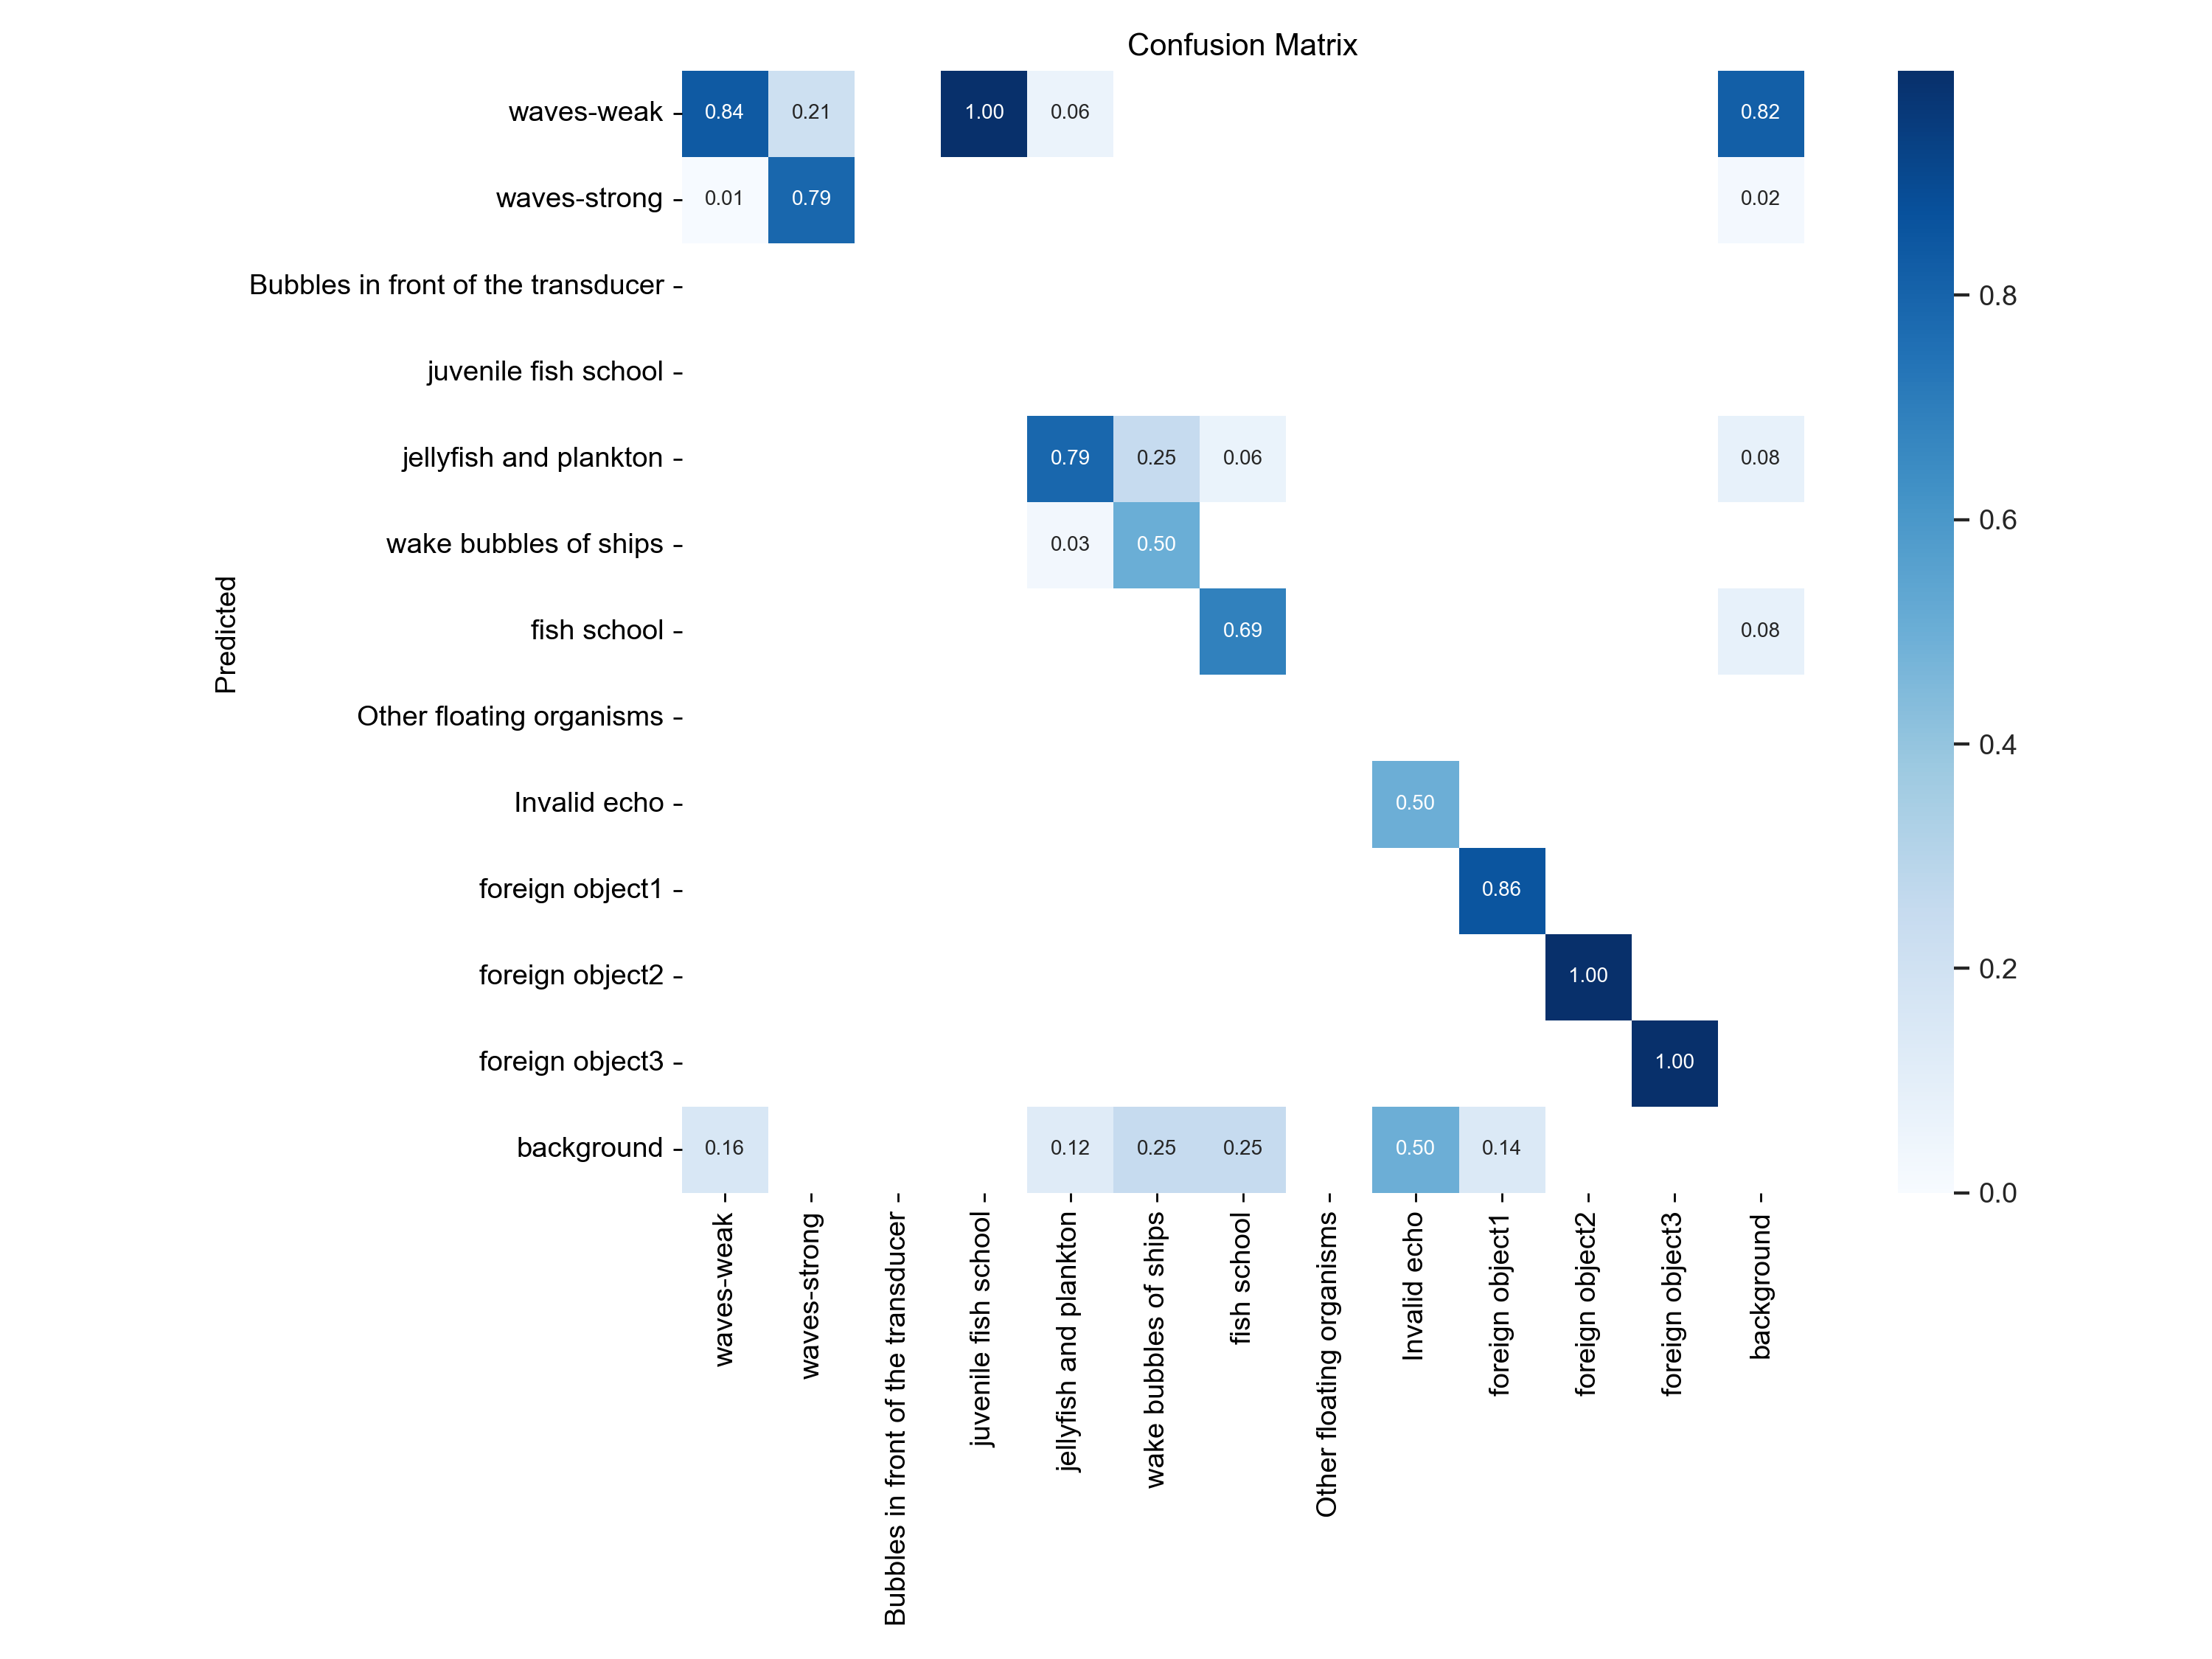 Confusion Matrix
waves-weak 0.84 0.21 1.00 0.06 0.82
waves-strong 0.01 0.79 0.02
Bubbles in front of the transducer
0.8
juvenile fish school
jellyfish and plankton 0.79 0.25 0.06 0.08
0.6
wake bubbles of ships 0.03 0.50
Predicted
fish school 0.69 0.08
Other floating organisms
0.4
Invalid echo 0.50
foreign object1 0.86
foreign object2 1.00
0.2
foreign object3 1.00
background 0.16 0.12 0.25 0.25 0.50 0.14
0.0
waves-weak
waves-strong
Bubbles in front of the transducer
juvenile fish school
jellyfish and plankton
wake bubbles of ships
fish school
Other floating organisms
Invalid echo
foreign object1
foreign object2
foreign object3
background